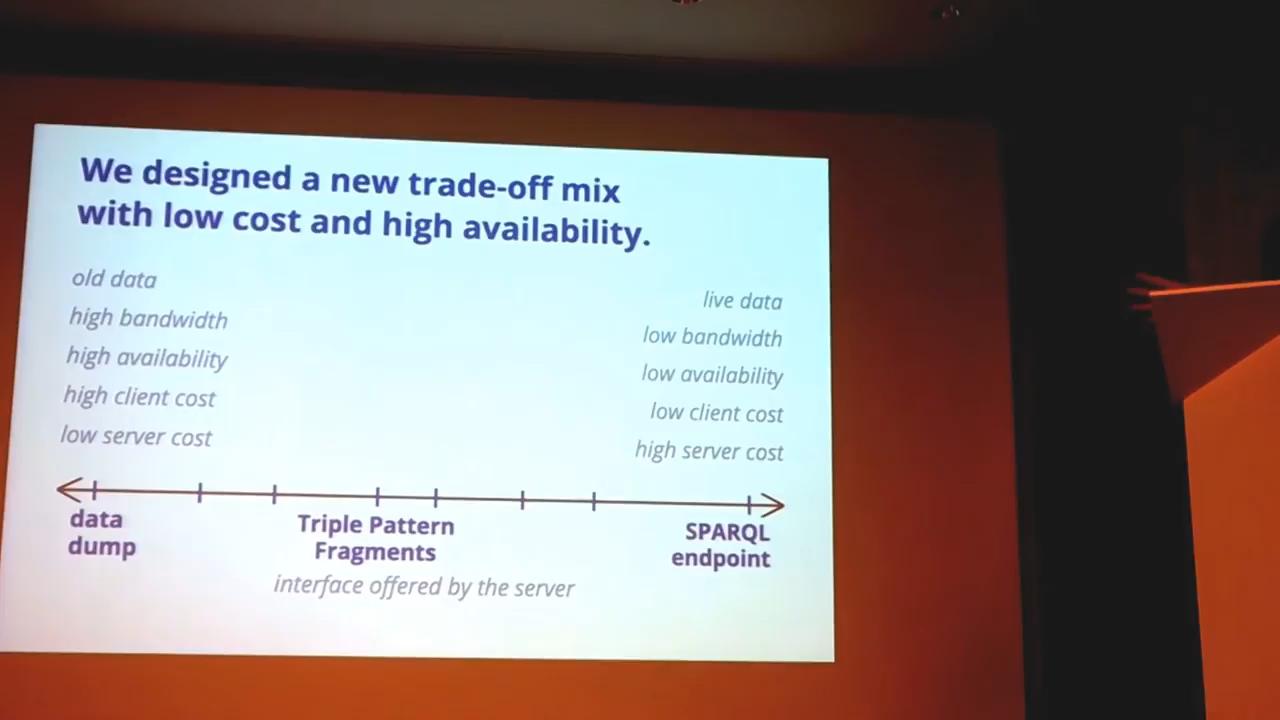 We designed a new trade-off mix
with low cost and high availability.
old data
high bandwidth
high availability
high client cost
low server cost
live data
low bandwidth
low availability
low client cost
high server cost
data
dump
Triple Pattern
Fragments
SPARQL
endpoint
interface offered by the server